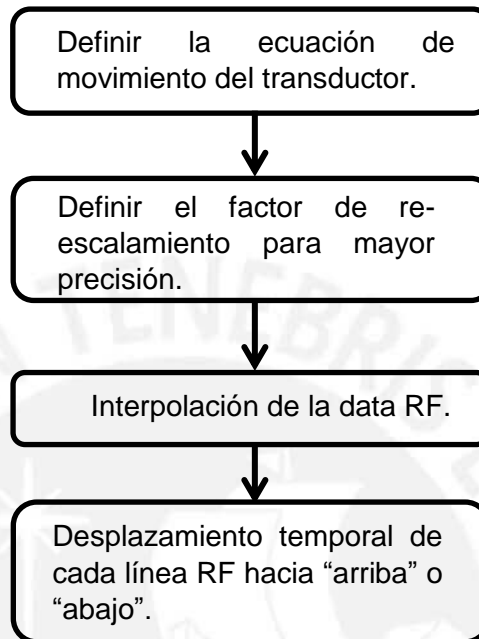 Definir la ecuación de
movimiento del transductor.
Definir el factor de re-
escalamiento para mayor
precisión.
Interpolación de la data RF.
Desplazamiento temporal de
cada línea RF hacia “arriba” o
“abajo”.